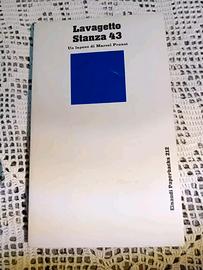 Lavagetto
Stanza 43
Un lapsus di Marcel Proust
Einaudi Paperbacks 212